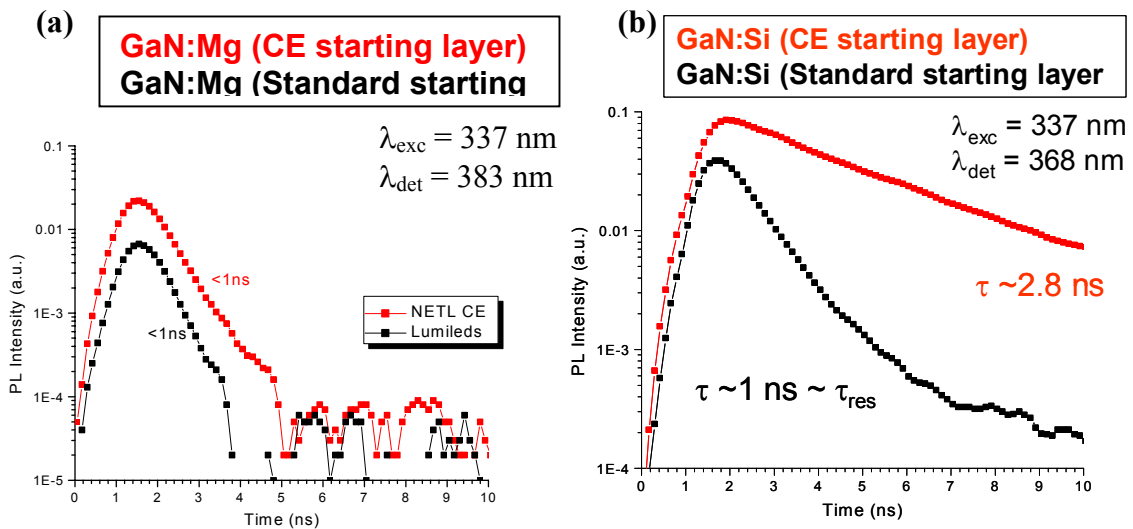 (a)
GaN:Mg (CE starting layer)
GaN:Mg (Standard starting
λexc = 337 nm
λdet = 383 nm
0.1
0.01
1E-3
1E-4
1E-5
PL Intensity (a.u.)
<1ns
<1ns
NETL CE
Lumileds
0 1 2 3 4 5 6 7 8 9 10
Time (ns)
(b)
GaN:Si (CE starting layer)
GaN:Si (Standard starting layer
λexc = 337 nm
λdet = 368 nm
0.1
0.01
1E-3
1E-4
PL Intensity (a.u.)
τ ~2.8 ns
τ ~1 ns ~ τres
0 1 2 3 4 5 6 7 8 9 10
Time (ns)